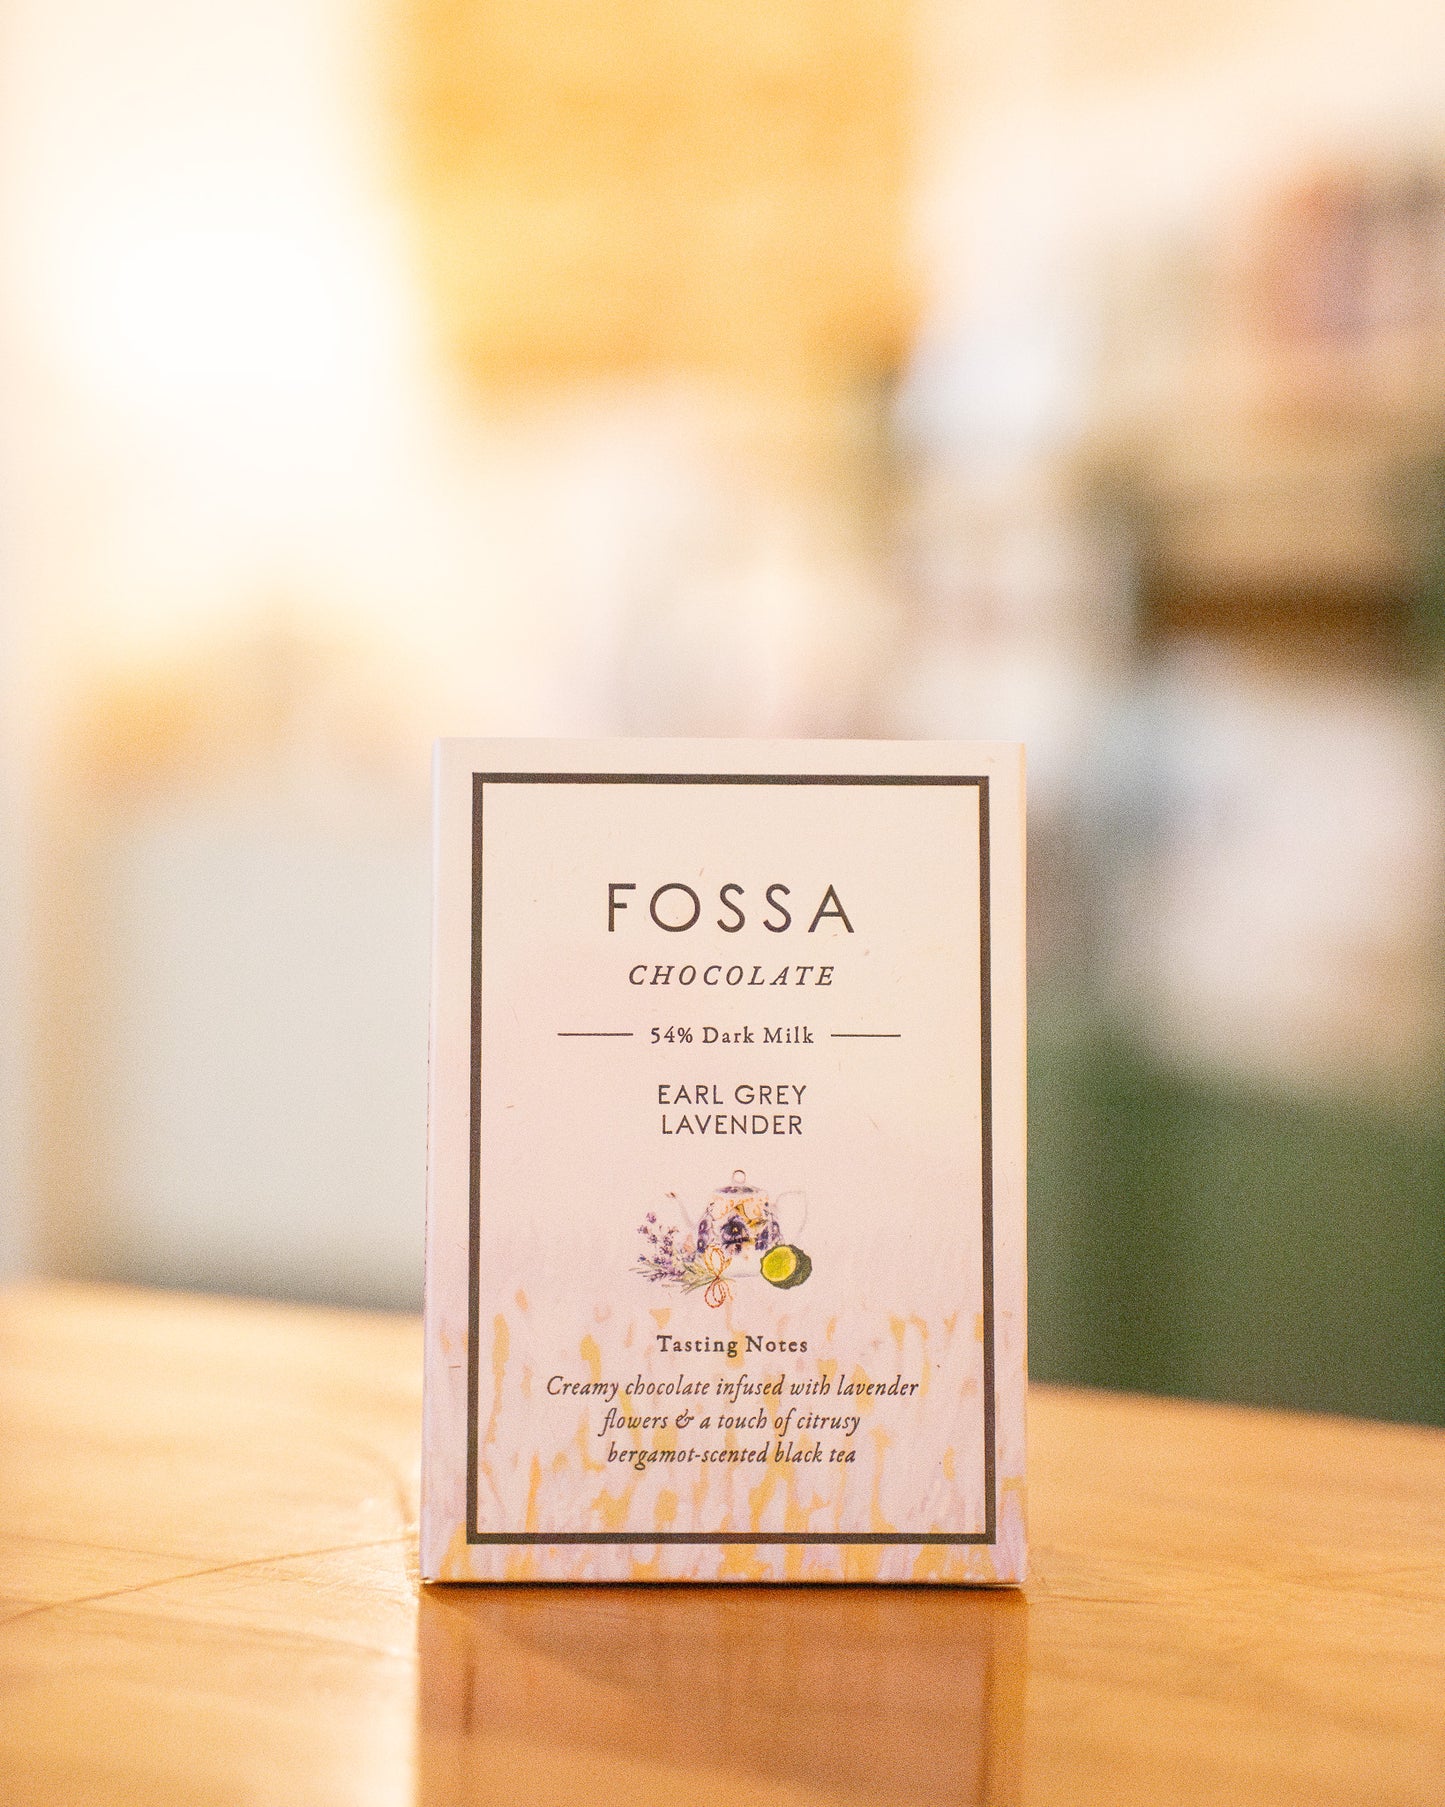 FOSSA
CHOCOLATE
54% Dark Milk
EARL GREY
LAVENDER
Tasting Notes
Creamy chocolate infused with lavender
flowers & a touch of citrusy
bergamot-scented black tea